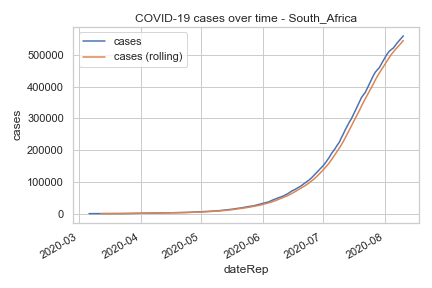 COVID-19 cases over time - South_Africa
cases
cases (rolling)
cases
500000
400000
300000
200000
100000
0
2020-03
2020-04
2020-05
2020-06
2020-07
2020-08
dateRep